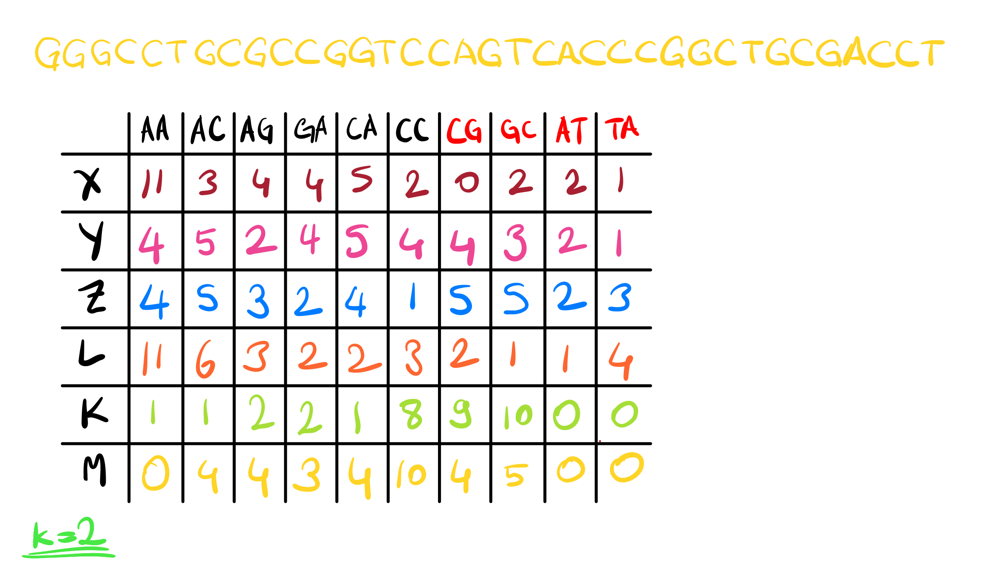 GGGCCTGCGCCGGTCCAGTCACCCGGCTGCGACCT
AA AC AG GA CA CC CG GC AT TA
X 11 3 4 4 5 2 0 2 2 1
Y 4 5 2 4 5 4 4 3 2 1
Z 4 5 3 2 4 1 5 5 2 3
L 11 6 3 2 2 3 2 1 1 4
K 1 1 2 2 1 8 9 10 0 0
M 0 4 4 3 4 10 4 5 0 0
k=2